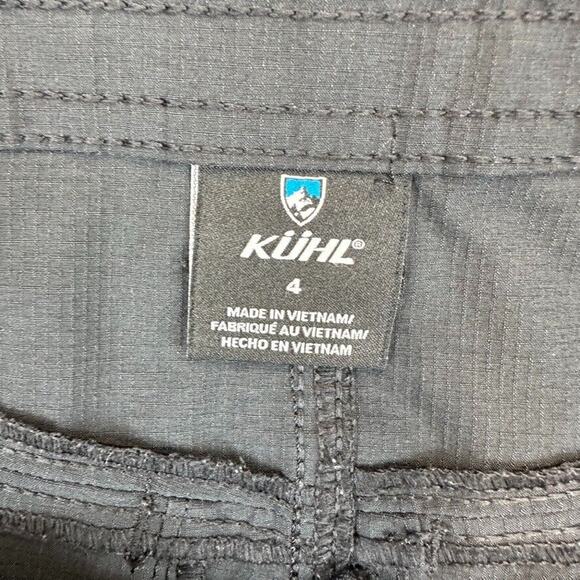 KÜHL®
4
MADE IN VIETNAM/
FABRIQUÉ AU VIETNAM/
HECHO EN VIETNAM